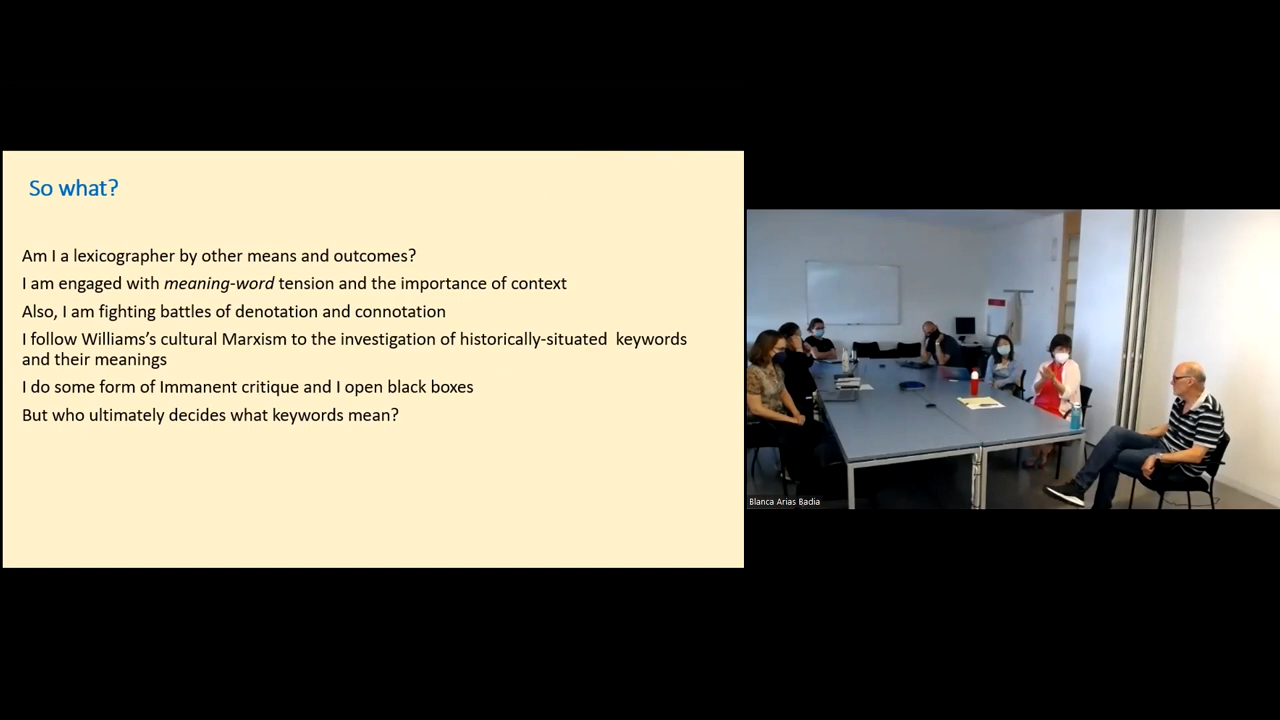 So what?
Am I a lexicographer by other means and outcomes?
I am engaged with meaning-word tension and the importance of context
Also, I am fighting battles of denotation and connotation
I follow Williams's cultural Marxism to the investigation of historically-situated  keywords
and their meanings
I do some form of Immanent critique and I open black boxes
But who ultimately decides what keywords mean?
Blanca Arias Badia